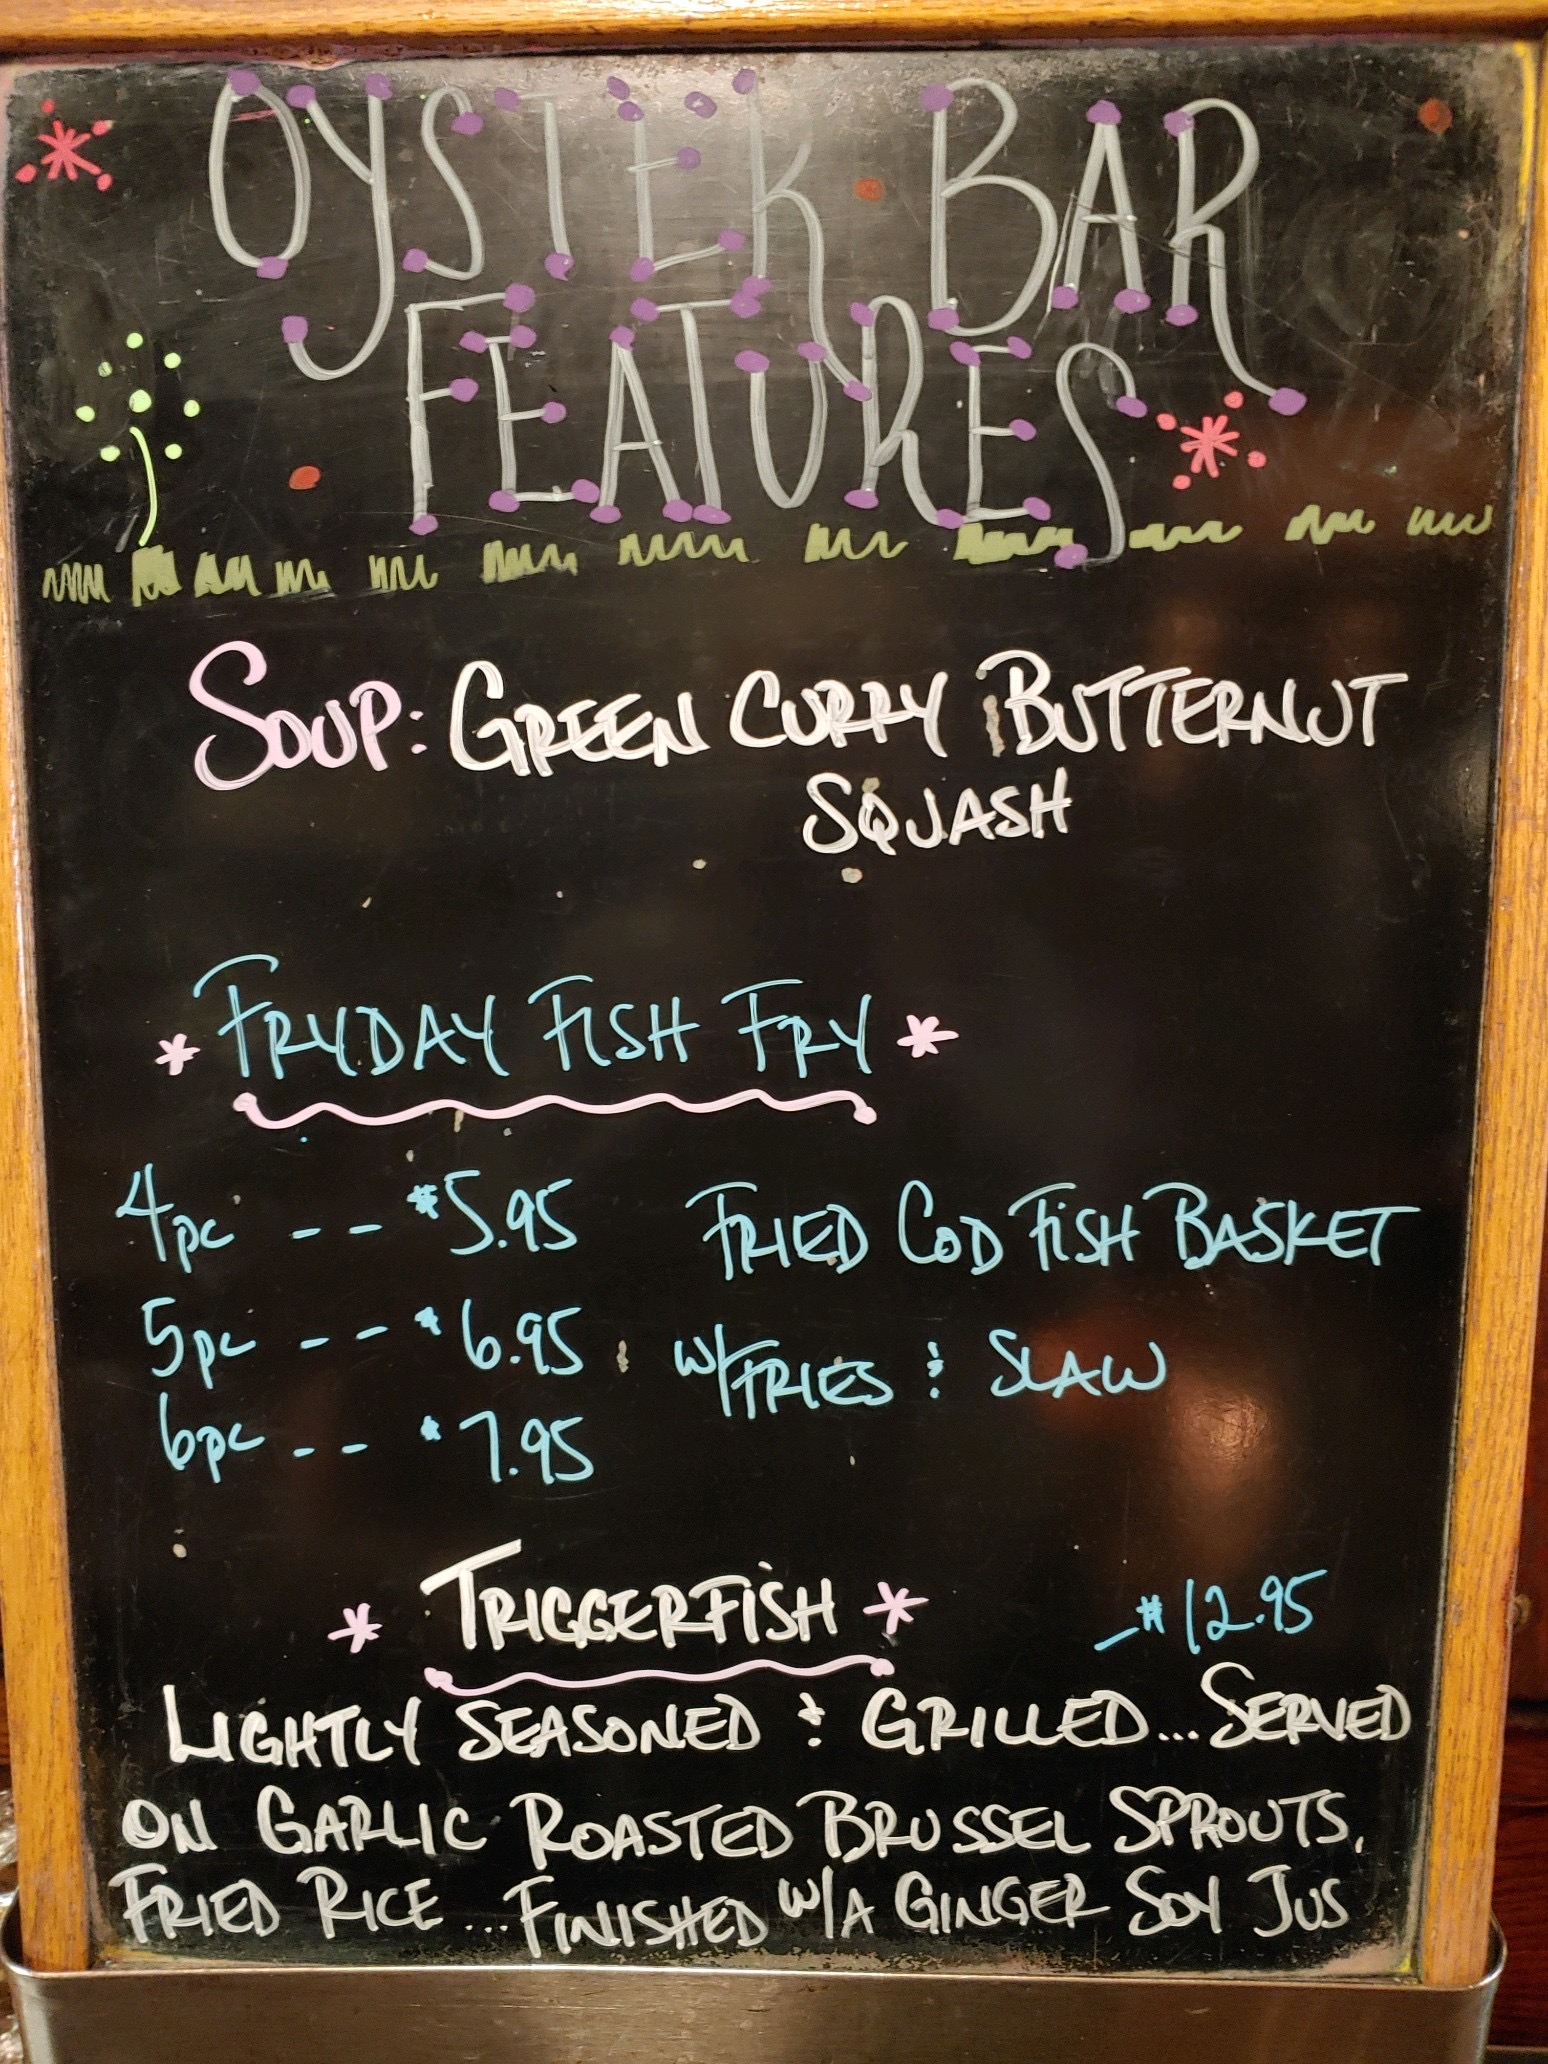 OYSTER BAR
FEATURES
SOUP: GREEN CURRY BUTTERNUT
SQUASH
* FRYDAY FISH FRY *
4pc -- $5.95 FRIED COD FISH BASKET
5pc -- $6.95 w/FRIES & SLAW
6pc -- $7.95
* TRIGGERFISH * -$12.95
LIGHTLY SEASONED & GRILLED...SERVED
ON GARLIC ROASTED BRUSSEL SPROUTS,
FRIED RICE...FINISHED W/A GINGER SOY JUS